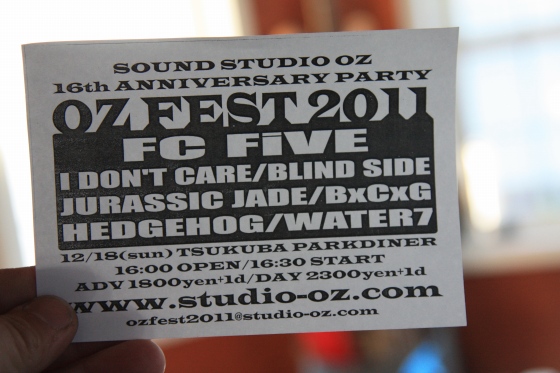 SOUND STUDIO OZ
16th ANNIVERSARY PARTY
OZ FEST 2011
FC FiVE
I DON'T CARE/BLIND SIDE
JURASSIC JADE/BxCxG
HEDGEHOG/WATER7
12/18(sun) TSUKUBA PARKDINER
16:00 OPEN/16:30 START
ADV 1800yen+1d/DAY 2300yen+1d
www.studio-oz.com
ozfest2011@studio-oz.com